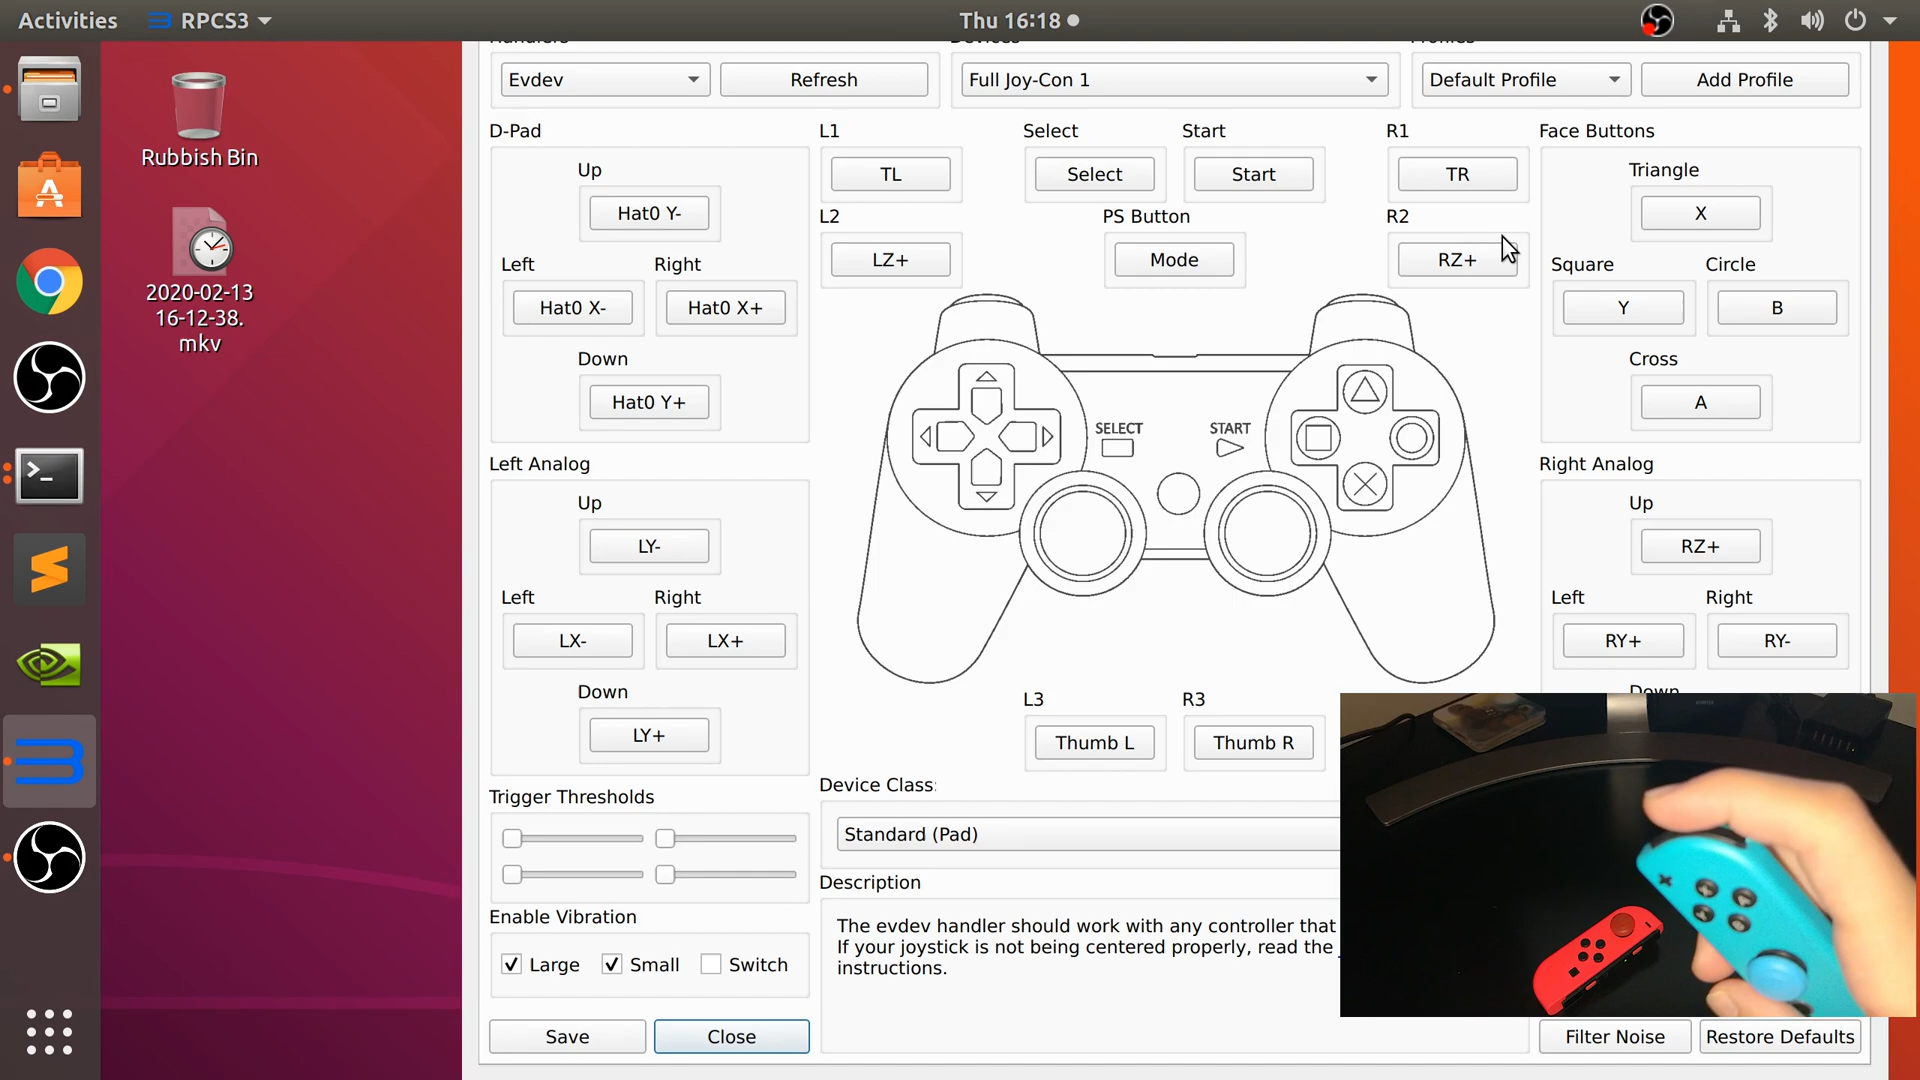 Activities
RPCS3
Thu 16:18
Rubbish Bin
2020-02-13
16-12-38.
mkv
Handlers
Devices
Profiles
Evdev
Refresh
Full Joy-Con 1
Default Profile
Add Profile
D-Pad
L1
Select
Start
R1
Face Buttons
Up
TL
Select
Start
TR
Triangle
Hat0 Y-
L2
PS Button
R2
X
Left
Right
LZ+
Mode
RZ+
Square
Circle
Hat0 X-
Hat0 X+
Y
B
Down
Cross
Hat0 Y+
A
SELECT
START
Left Analog
Right Analog
Up
Up
LY-
RZ+
Left
Right
Left
Right
LX-
LX+
RY+
RY-
Down
L3
R3
Down
LY+
Thumb L
Thumb R
Trigger Thresholds
Device Class:
Standard (Pad)
Description
Enable Vibration
The evdev handler should work with any controller that
If your joystick is not being centered properly, read the
instructions.
Large
Small
Switch
Save
Close
Filter Noise
Restore Defaults